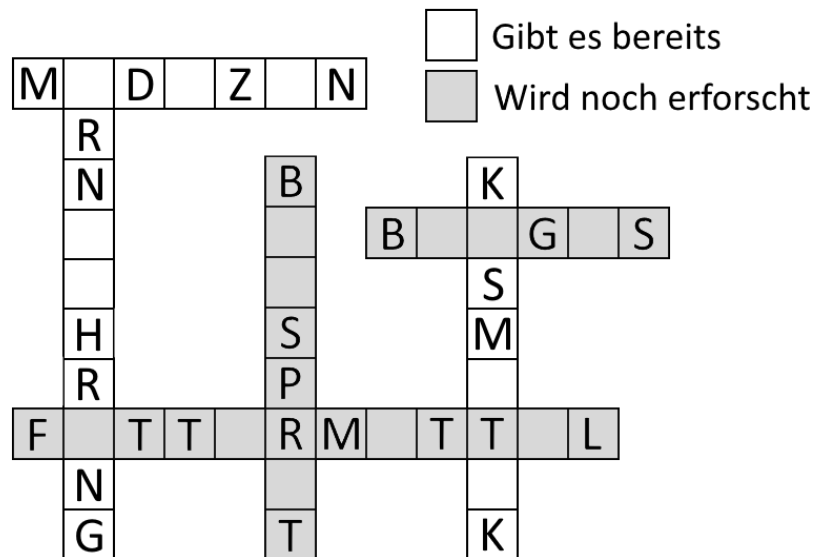 Gibt es bereits
M D Z N
Wird noch erforscht
R
N B K
B G S
S
H S M
R P
F T T R M T T L
N
G T K